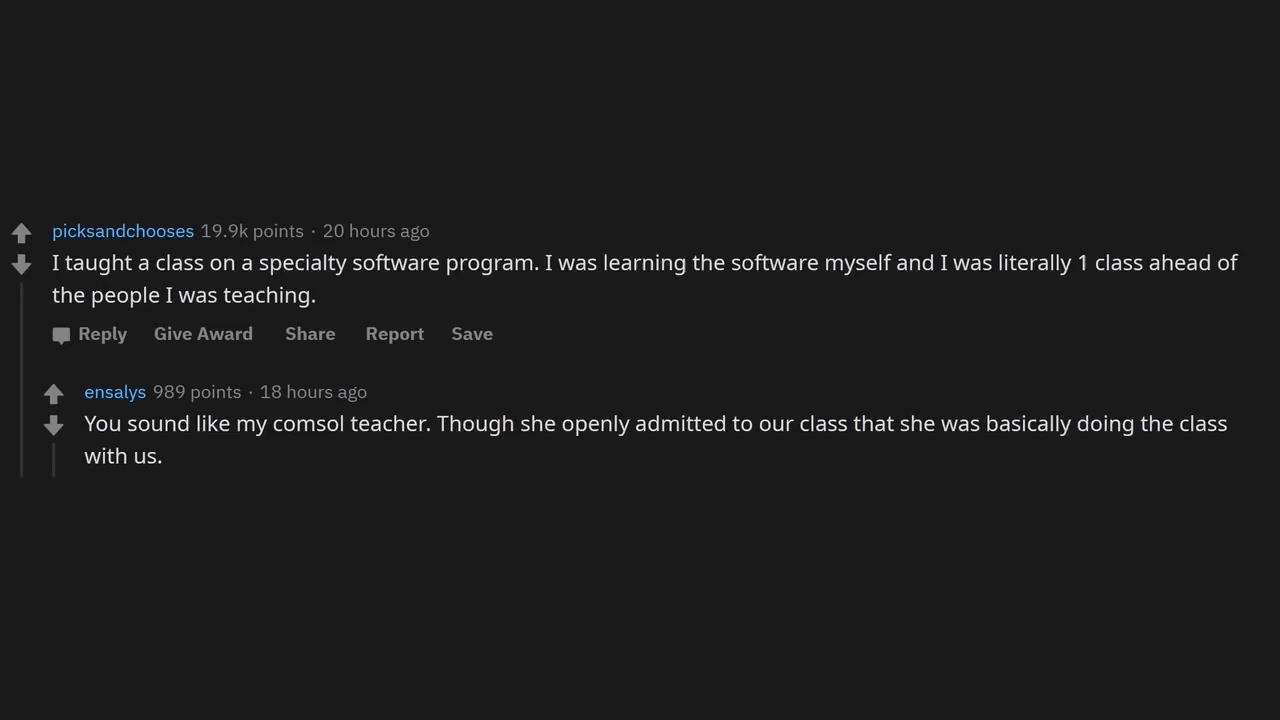 picksandchooses 19.9k points · 20 hours ago
I taught a class on a specialty software program. I was learning the software myself and I was literally 1 class ahead of
the people I was teaching.
Reply Give Award Share Report Save
ensalys 989 points · 18 hours ago
You sound like my comsol teacher. Though she openly admitted to our class that she was basically doing the class
with us.